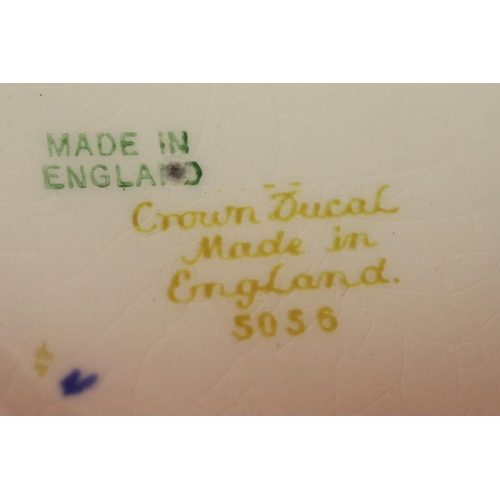 MADE IN
ENGLAND
Crown Ducal
Made in
England.
5056